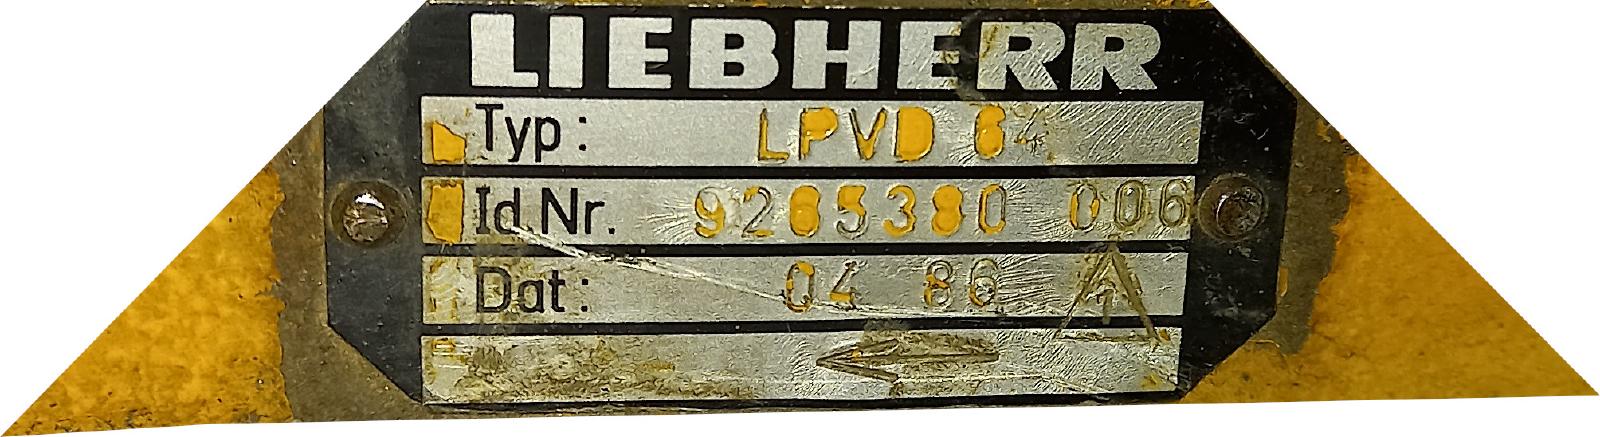 LIEBHERR
Typ: LPVD 64
Id Nr. 9265380 006
Dat: 04 86 A